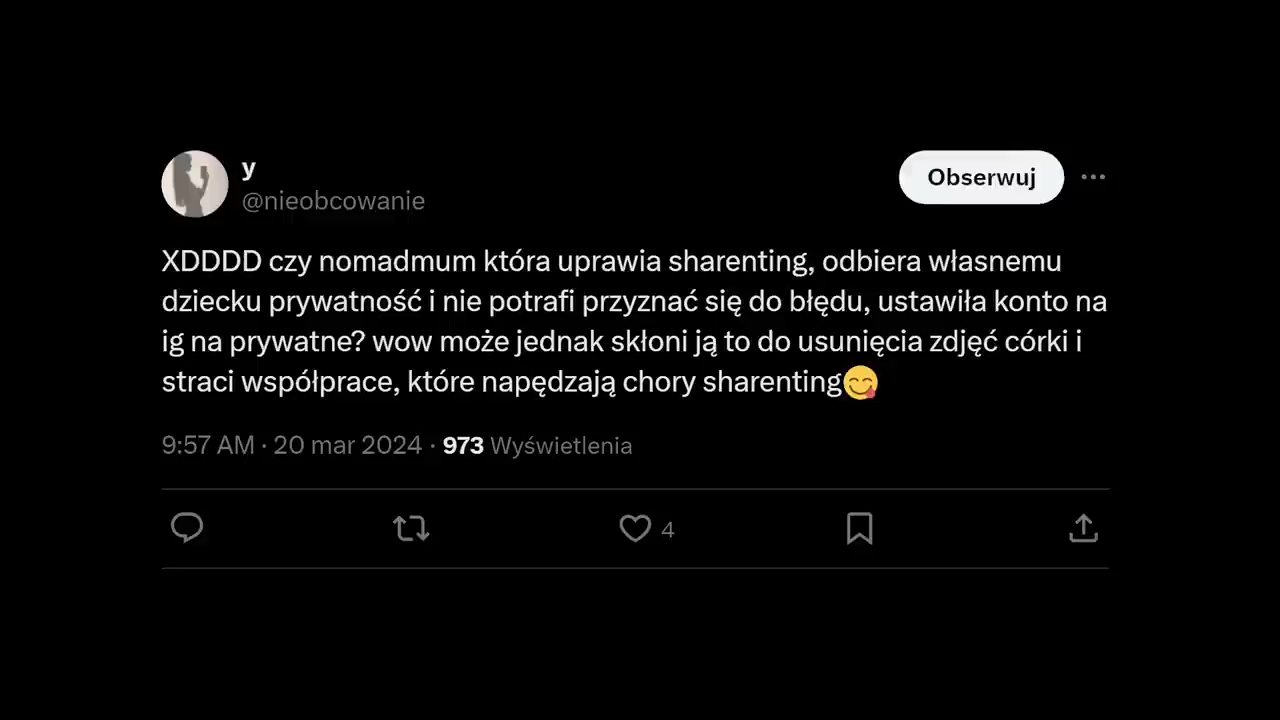 y
Obserwuj
@nieobcowanie
XDDDD czy nomadmum która uprawia sharenting, odbiera własnemu
dziecku prywatność i nie potrafi przyznać się do błędu, ustawiła konto na
ig na prywatne? wow może jednak skłoni ją to do usunięcia zdjęć córki i
straci współprace, które napędzają chory sharenting😋
9:57 AM · 20 mar 2024 · 973 Wyświetlenia
4